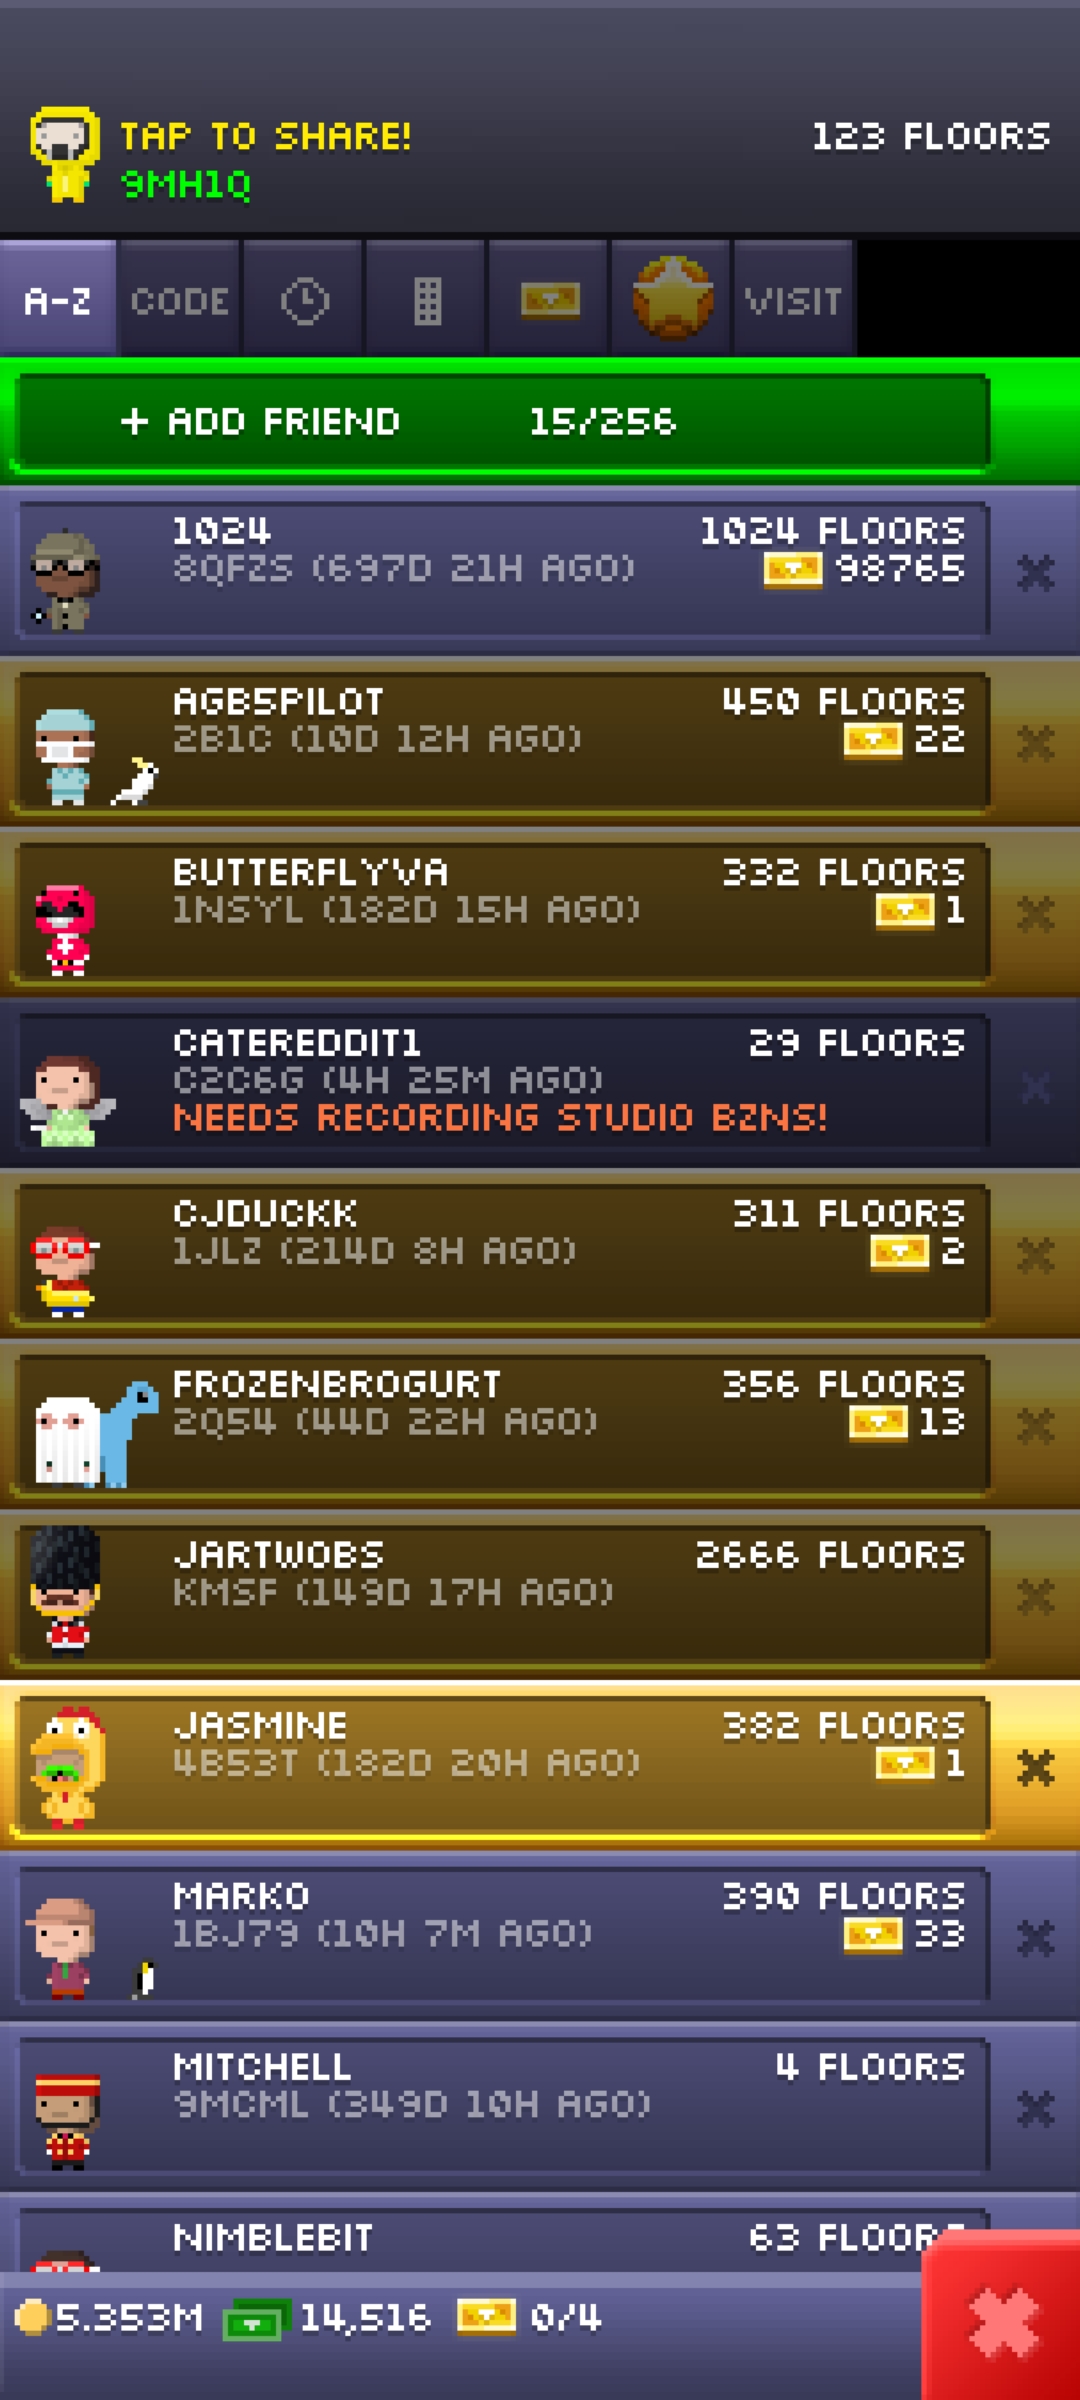 TAP TO SHARE!
123 FLOORS
9MH1Q
A-Z CODE VISIT
+ ADD FRIEND 15/256
1024 1024 FLOORS
8QFZS (697D 21H AGO) 98765
AGB5PILOT 450 FLOORS
2B1C (10D 12H AGO) 22
BUTTERFLYVA 332 FLOORS
1NSYL (182D 15H AGO) 1
CATEREDDIT1 29 FLOORS
C2C6G (4H 25M AGO)
NEEDS RECORDING STUDIO BZNS!
CJDUCKK 311 FLOORS
1JLZ (214D 8H AGO) 2
FROZENBROGURT 356 FLOORS
2Q54 (44D 22H AGO) 13
JARTWOBS 2666 FLOORS
KMSF (149D 17H AGO)
JASMINE 382 FLOORS
4B53T (182D 20H AGO) 1
MARKO 390 FLOORS
1BJ79 (10H 7M AGO) 33
MITCHELL 4 FLOORS
9MCML (349D 10H AGO)
NIMBLEBIT 63 FLOORS
5.353M 14,516 0/4